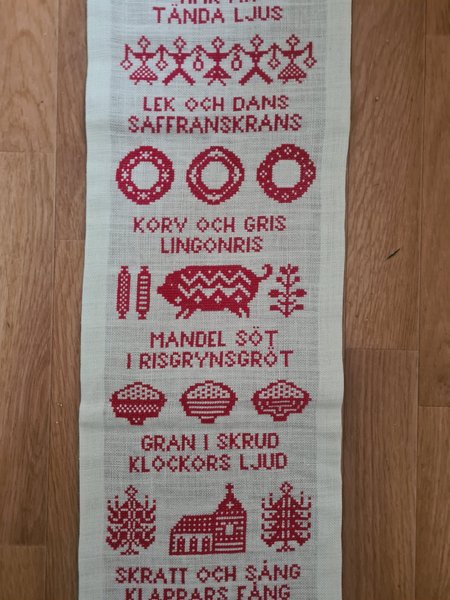 TÄNDA LJUS
LEK OCH DANS
SAFFRANSKRANS
KORV OCH GRIS
LINGONRIS
MANDEL SÖT
I RISGRYNSGRÖT
GRAN I SKRUD
KLOCKORS LJUD
SKRATT OCH SÅNG
KLAPPARS FÅNG